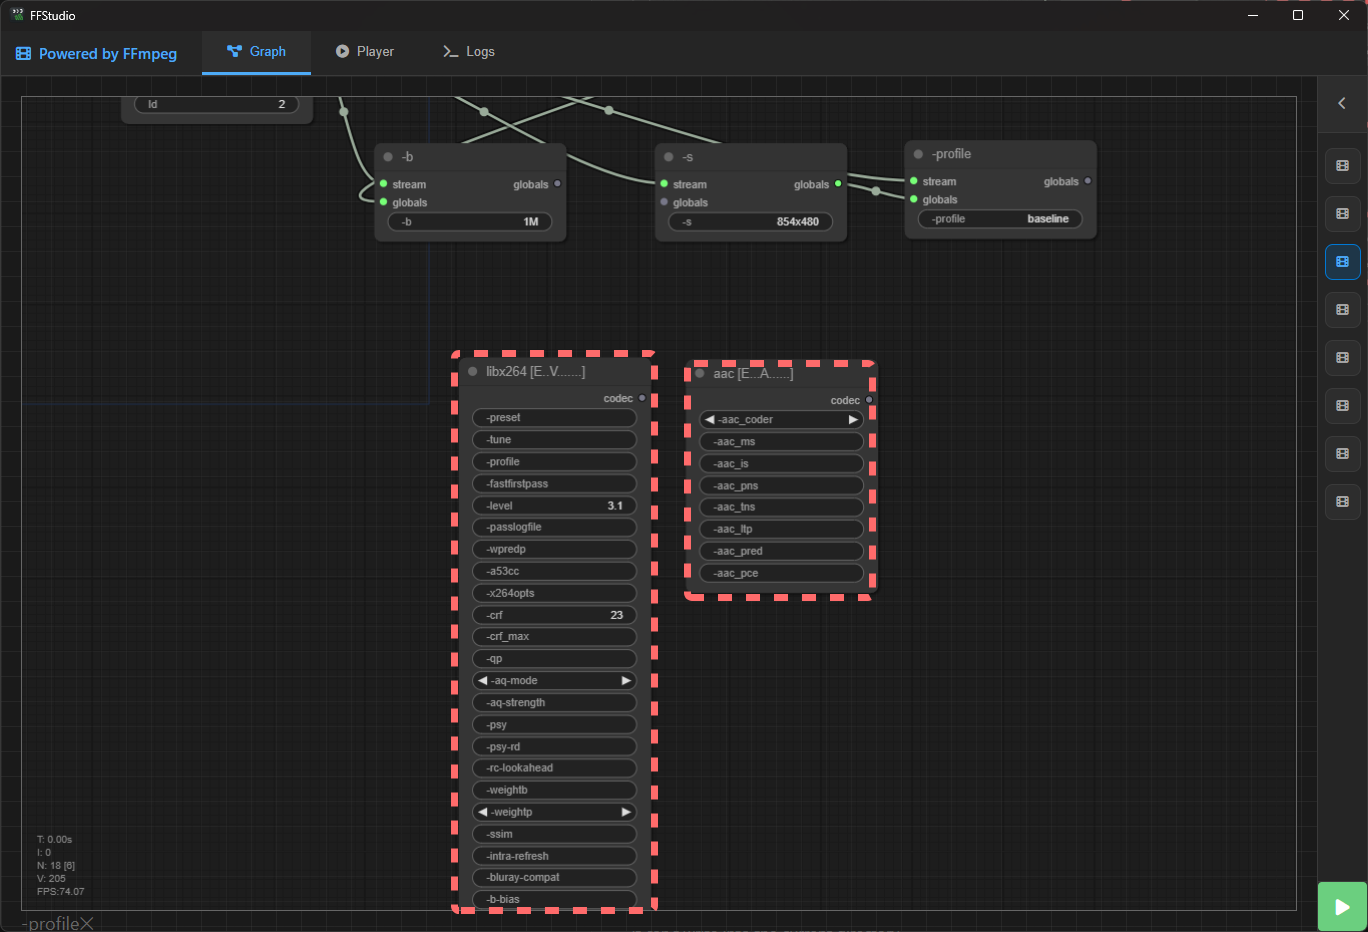 FFStudio
Powered by FFmpeg
Graph
Player
Logs
Id 2
-b
stream globals
globals
-b 1M
-s
stream globals
globals
-s 854x480
-profile
stream globals
globals
-profile baseline
libx264 [E..V.......]
codec
-preset
-tune
-profile
-fastfirstpass
-level 3.1
-passlogfile
-wpredp
-a53cc
-x264opts
-crf 23
-crf_max
-qp
-aq-mode
-aq-strength
-psy
-psy-rd
-rc-lookahead
-weightb
-weightp
-ssim
-intra-refresh
-bluray-compat
-b-bias
aac [E...A......]
codec
-aac_coder
-aac_ms
-aac_is
-aac_pns
-aac_tns
-aac_ltp
-aac_pred
-aac_pce
T: 0.00s
I: 0
N: 18 [6]
V: 205
FPS:74.07
-profile